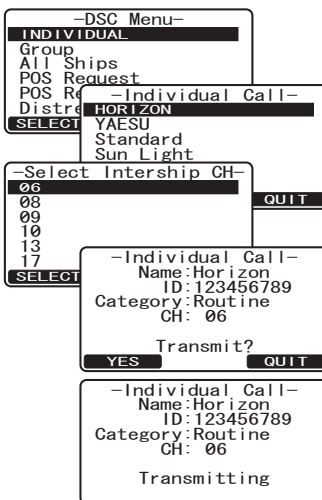 -DSC Menu-
INDIVIDUAL
Group
All Ships
POS Request
POS Re
Distre
SELECT
-Individual Call-
HORIZON
YAESU
Standard
Sun Light
QUIT
-Select Intership CH-
06
08
09
10
13
17
SELECT
-Individual Call-
Name:Horizon
ID:123456789
Category:Routine
CH: 06
Transmit?
YES QUIT
-Individual Call-
Name:Horizon
ID:123456789
Category:Routine
CH: 06
Transmitting